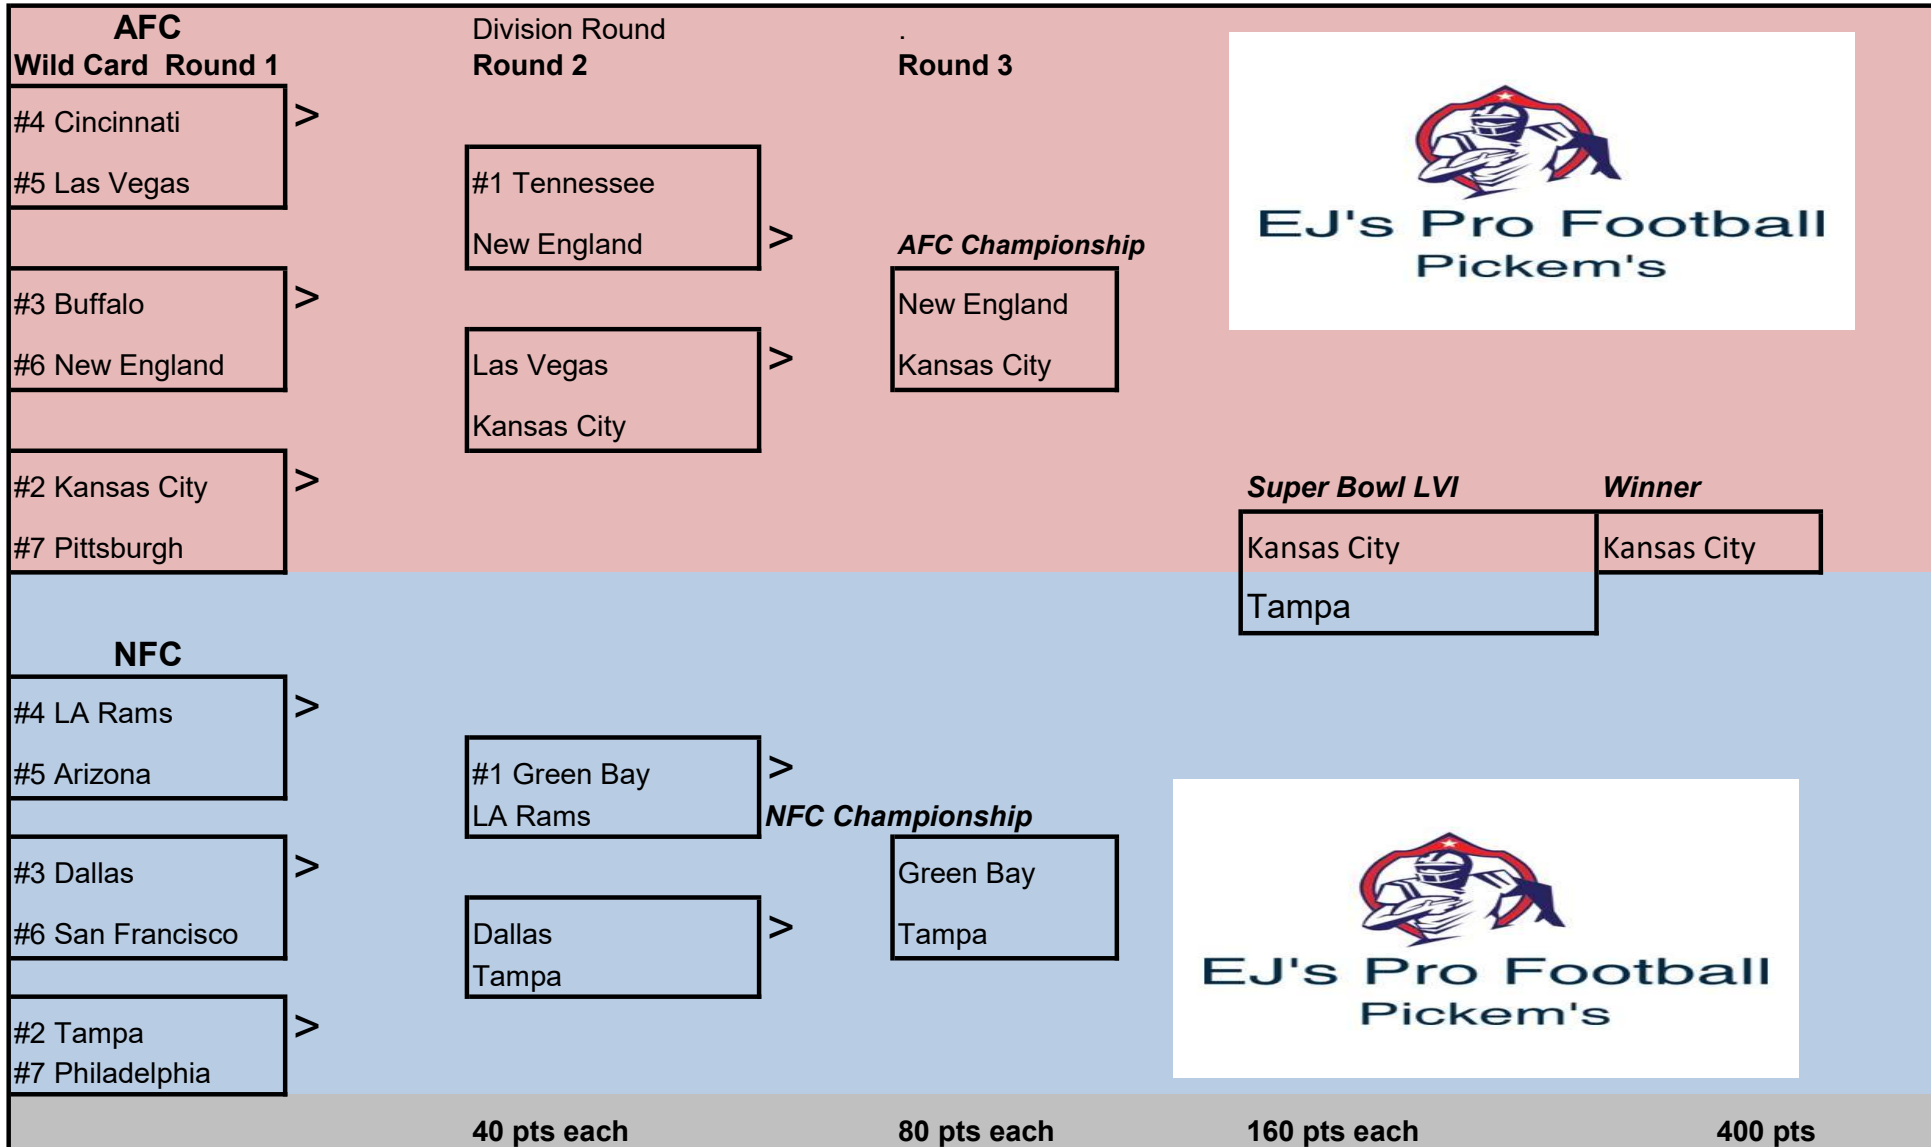 AFC
Division Round
.
Wild Card Round 1
Round 2
Round 3
#4 Cincinnati
>
#5 Las Vegas
#1 Tennessee
New England
>
AFC Championship
#3 Buffalo
>
New England
#6 New England
Las Vegas
>
Kansas City
Kansas City
#2 Kansas City
>
#7 Pittsburgh
EJ's Pro Football
Pickem's
Super Bowl LVI
Winner
Kansas City
Kansas City
Tampa
NFC
#4 LA Rams
>
#5 Arizona
#1 Green Bay
>
LA Rams
NFC Championship
#3 Dallas
>
Green Bay
#6 San Francisco
Dallas
>
Tampa
Tampa
#2 Tampa
>
#7 Philadelphia
EJ's Pro Football
Pickem's
40 pts each
80 pts each
160 pts each
400 pts